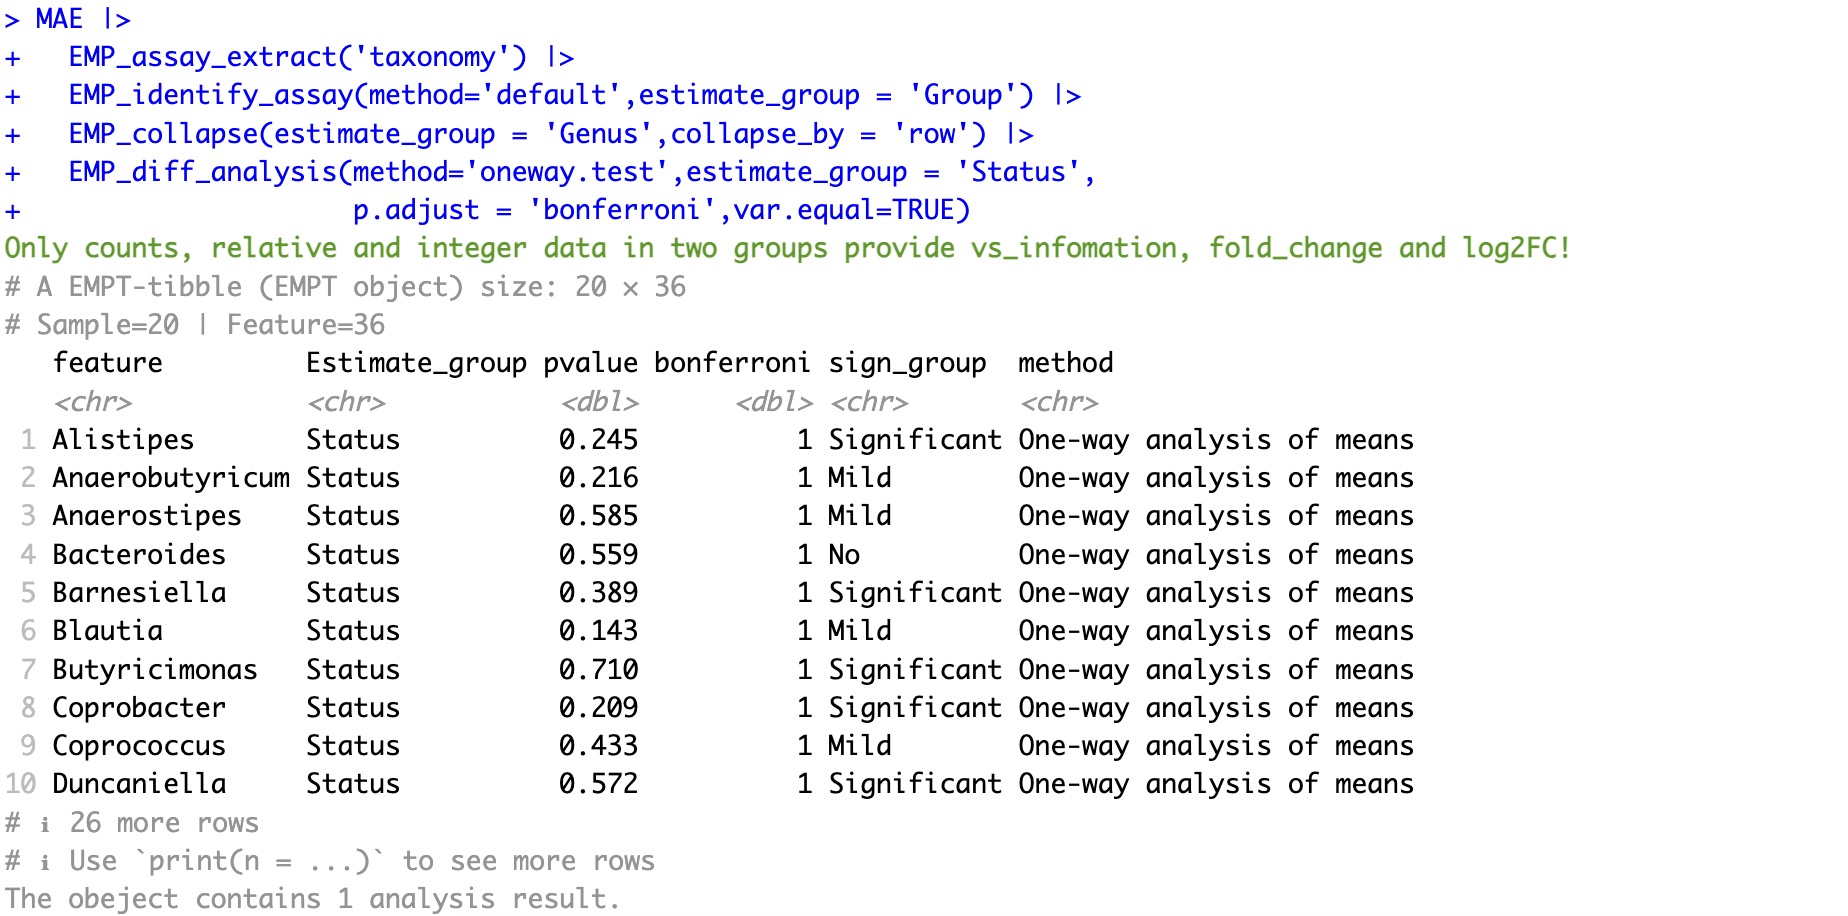 > MAE |>
+   EMP_assay_extract('taxonomy') |>
+   EMP_identify_assay(method='default',estimate_group = 'Group') |>
+   EMP_collapse(estimate_group = 'Genus',collapse_by = 'row') |>
+   EMP_diff_analysis(method='oneway.test',estimate_group = 'Status',
+                     p.adjust = 'bonferroni',var.equal=TRUE)
Only counts, relative and integer data in two groups provide vs_infomation, fold_change and log2FC!
# A EMPT-tibble (EMPT object) size: 20 × 36
# Sample=20 | Feature=36
   feature         Estimate_group pvalue bonferroni sign_group  method
   <chr>           <chr>           <dbl>      <dbl> <chr>       <chr>
 1 Alistipes       Status          0.245          1 Significant One-way analysis of means
 2 Anaerobutyricum Status          0.216          1 Mild        One-way analysis of means
 3 Anaerostipes    Status          0.585          1 Mild        One-way analysis of means
 4 Bacteroides     Status          0.559          1 No          One-way analysis of means
 5 Barnesiella     Status          0.389          1 Significant One-way analysis of means
 6 Blautia         Status          0.143          1 Mild        One-way analysis of means
 7 Butyricimonas   Status          0.710          1 Significant One-way analysis of means
 8 Coprobacter     Status          0.209          1 Significant One-way analysis of means
 9 Coprococcus     Status          0.433          1 Mild        One-way analysis of means
10 Duncaniella     Status          0.572          1 Significant One-way analysis of means
# ℹ 26 more rows
# ℹ Use `print(n = ...)` to see more rows
The obeject contains 1 analysis result.